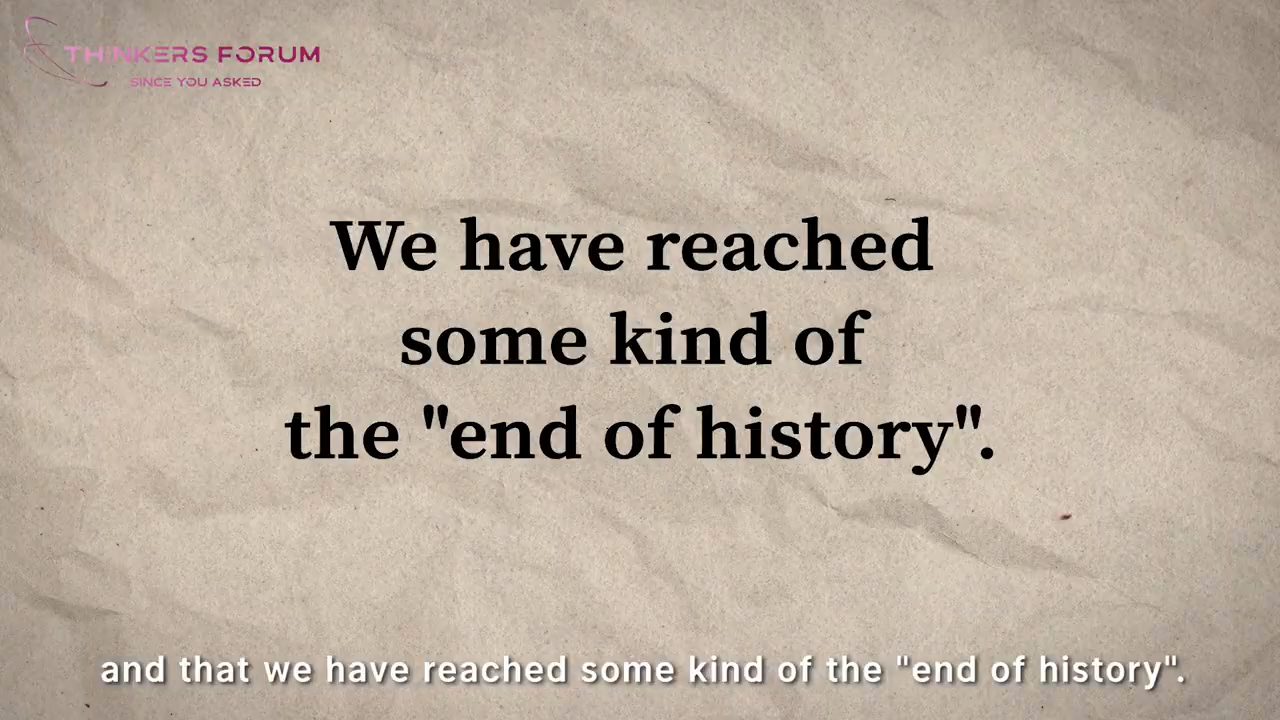 THINKERS FORUM
SINCE YOU ASKED
We have reached
some kind of
the "end of history".
and that we have reached some kind of the "end of history".